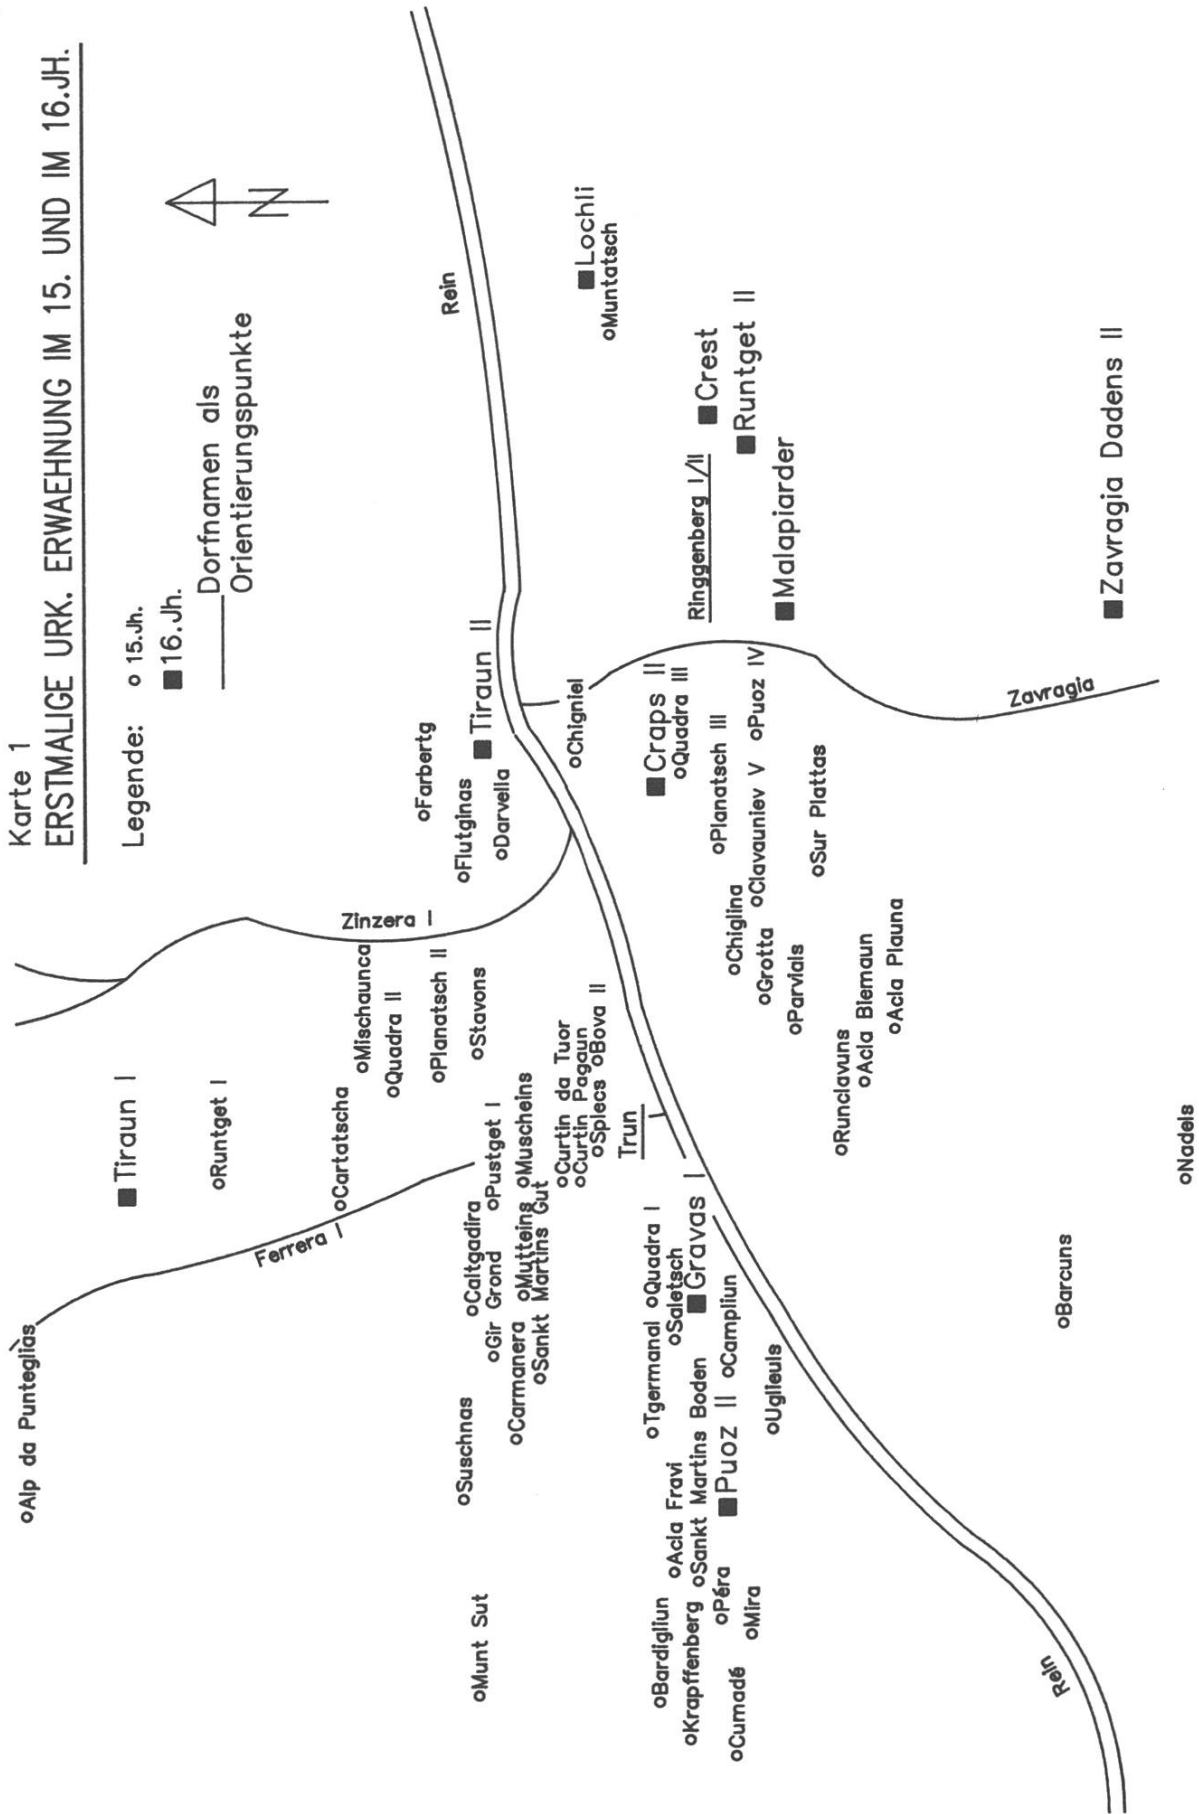 Karte 1
ERSTMALIGE URK. ERWAEHNUNG IM 15. UND IM 16.JH.
Legende: o 15.Jh.
■ 16.Jh.
Dorfnamen als
Orientierungspunkte
N
oAlp da Punteglias
■ Tiraun I
oRuntget I
Ferrera I
oCartatscha
oMischaunca
Zinzera I
oQuadra II
oPlanatsch II
oFarbertg
Rein
oMunt Sut
oSuschnas
oCaltgadira
oStavons
oFlutginas
■ Tiraun II
oGir Grond
oPustget I
oDarvella
oCarmanera
oMutteins
oMuscheins
oSankt Martins Gut
oCurtin da Tuor
oCurtin Pagaun
oSplecs
oBova II
oChigniel
■ Lochli
oMuntatsch
Trun
oBardigliun
oTgermanal
oQuadra I
■ Craps II
oAcla Fravi
oSaletsch
oQuadra III
oKrapffenberg
oSankt Martins Boden
■ Gravas I
Ringgenberg I/II
■ Crest
oPéra
■ Puoz II
oCampliun
oPlanatsch III
oCumadé
oMira
oChiglina
oClavauniev V
oPuoz IV
■ Runtget II
oUglieuls
oGrotta
■ Malapiarder
oParvials
oSur Plattas
oRunclavuns
oAcla Biemaun
oAcla Plauna
Rein
oBarcuns
Zavragia
■ Zavragia Dadens II
oNadels